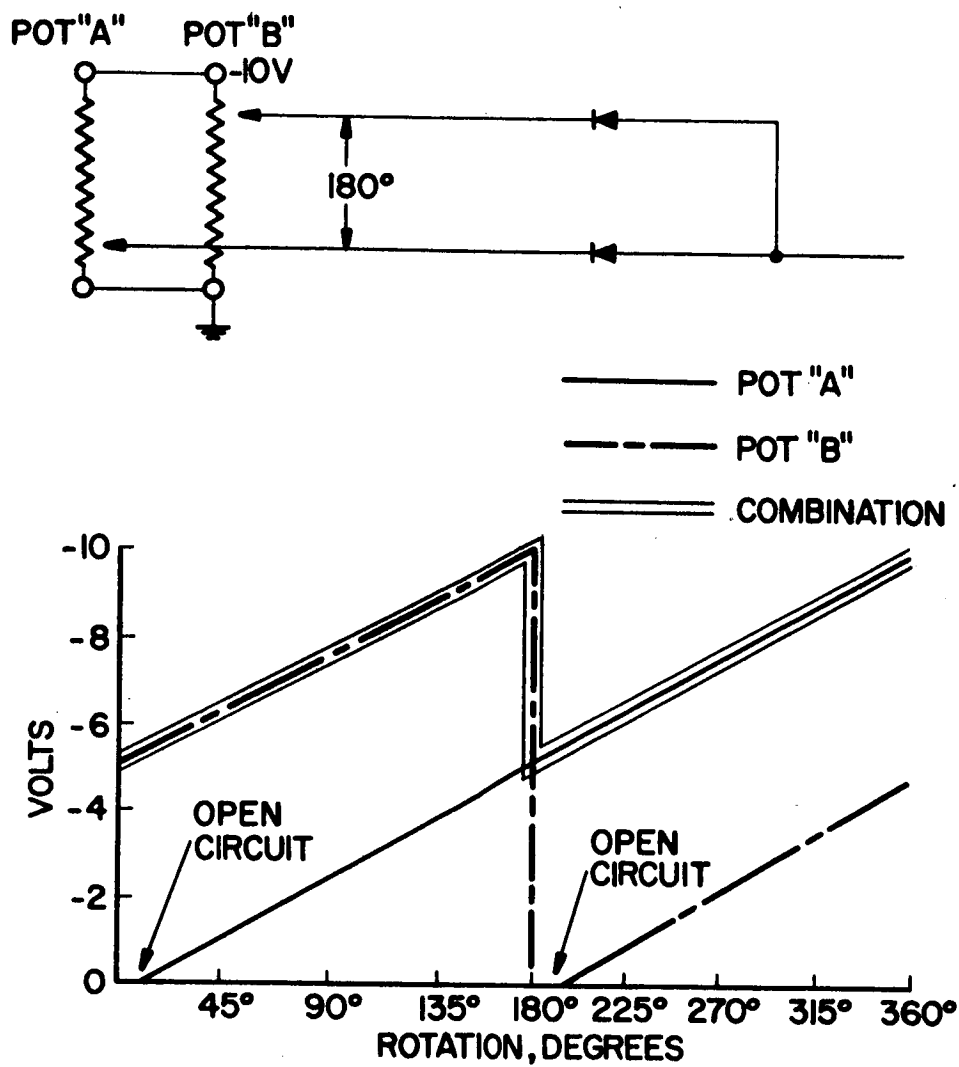 POT "A" POT "B"
-10V
180°
POT "A"
POT "B"
COMBINATION
-10
-8
-6
-4
-2
0
VOLTS
OPEN
CIRCUIT
OPEN
CIRCUIT
45° 90° 135° 180° 225° 270° 315° 360°
ROTATION, DEGREES